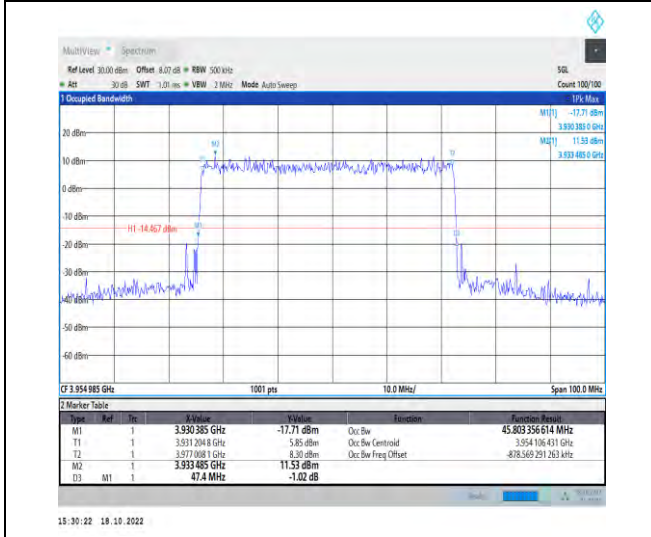 MultiView Spectrum
Ref Level 30.00 dBm Offset 8.07 dB RBW 500 kHz SGL
Att 30 dB SWT 1.01 ms VBW 2 MHz Mode Auto Sweep Count 100/100
1 Occupied Bandwidth 1Pk Max
M1[1] -17.71 dBm
3.930 385 0 GHz
M2[1] 11.53 dBm
3.933 485 0 GHz
20 dBm
M2
T2
10 dBm
0 dBm
-10 dBm
H1 -14.467 dBm
M1
D3
-20 dBm
-30 dBm
-40 dBm
-50 dBm
-60 dBm
CF 3.954 985 GHz 1001 pts 10.0 MHz/ Span 100.0 MHz
2 Marker Table
Type Ref Trc X-Value Y-Value Function Function Result
M1 1 3.930 385 GHz -17.71 dBm Occ Bw 45.803 356 614 MHz
T1 1 3.931 204 8 GHz 5.85 dBm Occ Bw Centroid 3.954 106 431 GHz
T2 1 3.977 008 1 GHz 8.30 dBm Occ Bw Freq Offset -878.569 291 263 kHz
M2 1 3.933 485 GHz 11.53 dBm
D3 M1 1 47.4 MHz -1.02 dB
15:30:22 18.10.2022